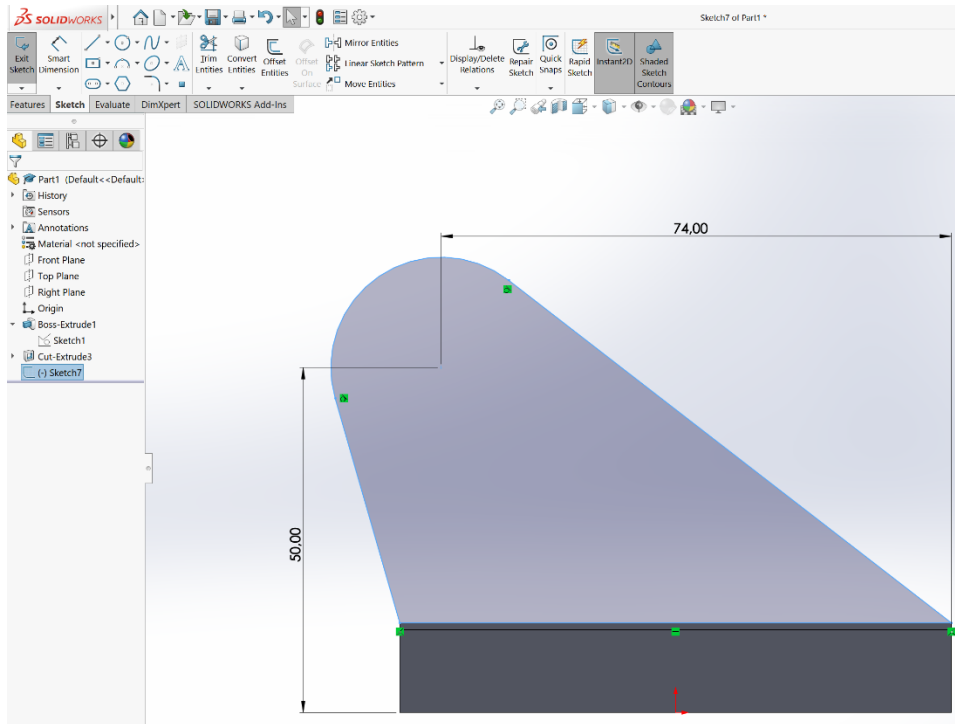 SOLIDWORKS
Sketch7 of Part1 *
Exit Sketch
Smart Dimension
Trim Entities
Convert Entities
Offset Entities
Offset On Surface
Mirror Entities
Linear Sketch Pattern
Move Entities
Display/Delete Relations
Repair Sketch
Quick Snaps
Rapid Sketch
Instant2D
Shaded Sketch Contours
Features Sketch Evaluate DimXpert SOLIDWORKS Add-Ins
Part1 (Default<<Default>
History
Sensors
Annotations
Material <not specified>
Front Plane
Top Plane
Right Plane
Origin
Boss-Extrude1
Sketch1
Cut-Extrude3
(-) Sketch7
74,00
50,00